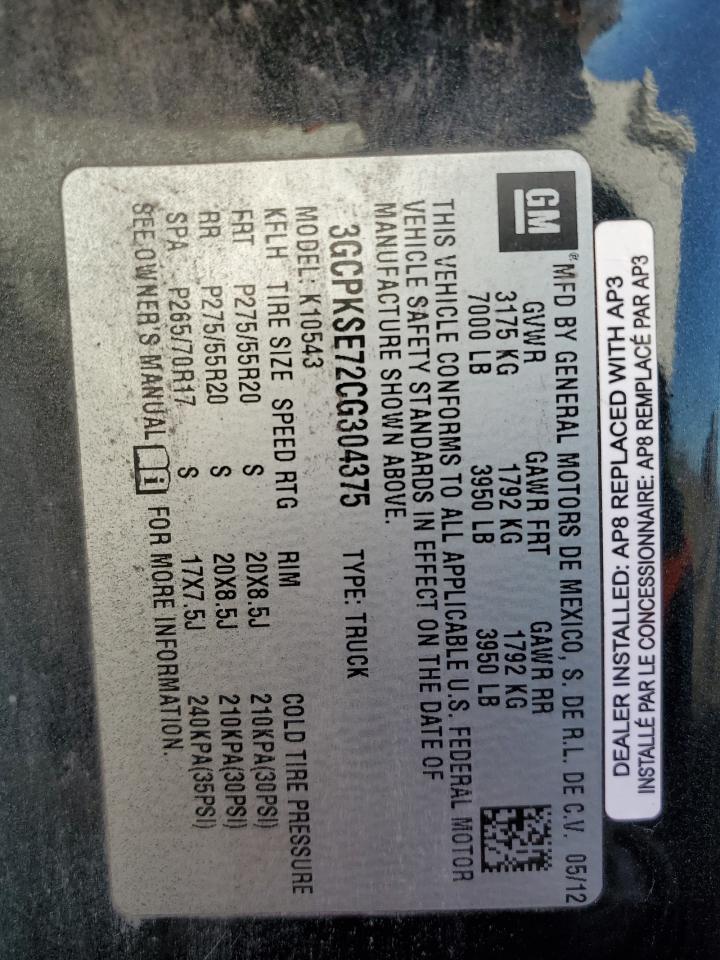 DEALER INSTALLED: AP8 REPLACED WITH AP3
INSTALLÉ PAR LE CONCESSIONNAIRE: AP8 REMPLACÉ PAR AP3
GM
® MFD BY GENERAL MOTORS DE MEXICO, S. DE R.L. DE C.V. 05/12
GVWR GAWR FRT GAWR RR
3175 KG 1792 KG 1792 KG
7000 LB 3950 LB 3950 LB
THIS VEHICLE CONFORMS TO ALL APPLICABLE U.S. FEDERAL MOTOR
VEHICLE SAFETY STANDARDS IN EFFECT ON THE DATE OF
MANUFACTURE SHOWN ABOVE.
3GCPKSE72CG304375 TYPE: TRUCK
MODEL: K10543
KFLH TIRE SIZE SPEED RTG RIM COLD TIRE PRESSURE
FRT P275/55R20 S 20X8.5J 210KPA(30PSI)
RR P275/55R20 S 20X8.5J 210KPA(30PSI)
SPA P265/70R17 S 17X7.5J 240KPA(35PSI)
SEE OWNER'S MANUAL FOR MORE INFORMATION.